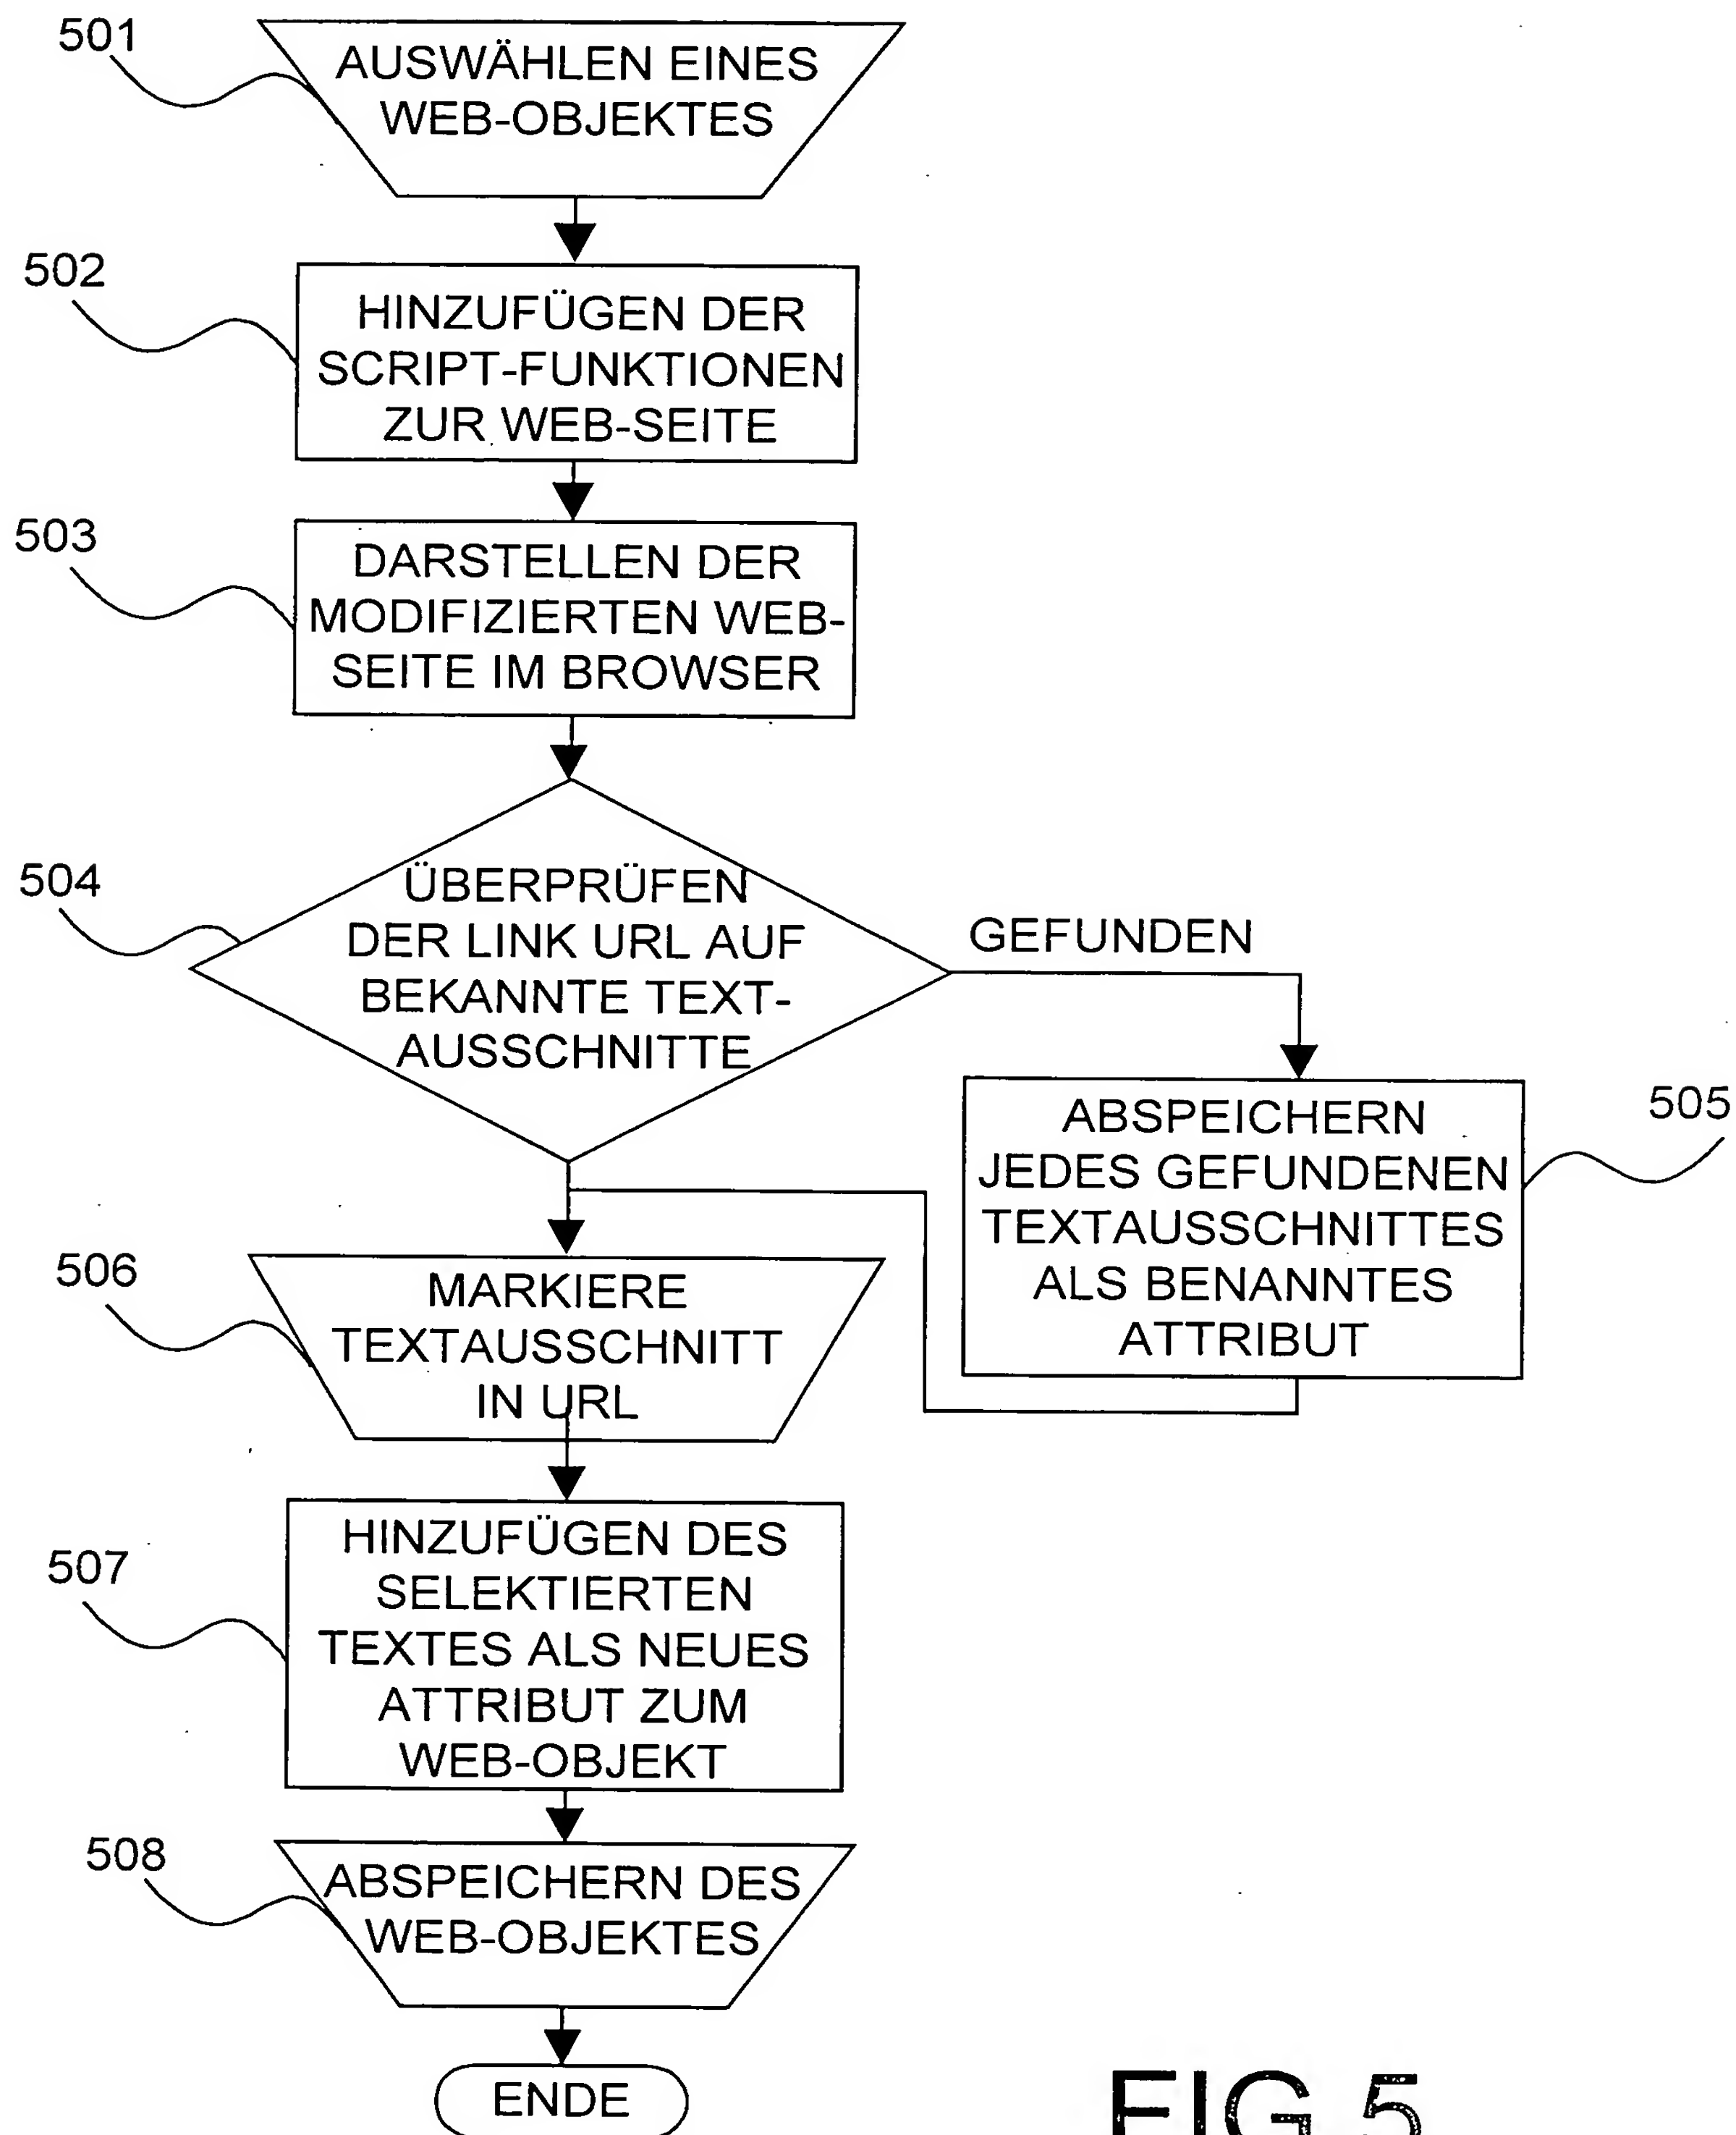 501
AUSWÄHLEN EINES
WEB-OBJEKTES
502
HINZUFÜGEN DER
SCRIPT-FUNKTIONEN
ZUR WEB-SEITE
503
DARSTELLEN DER
MODIFIZIERTEN WEB-
SEITE IM BROWSER
504
ÜBERPRÜFEN
DER LINK URL AUF
BEKANNTE TEXT-
AUSSCHNITTE
GEFUNDEN
505
ABSPEICHERN
JEDES GEFUNDENEN
TEXTAUSSCHNITTES
ALS BENANNTES
ATTRIBUT
506
MARKIERE
TEXTAUSSCHNITT
IN URL
507
HINZUFÜGEN DES
SELEKTIERTEN
TEXTES ALS NEUES
ATTRIBUT ZUM
WEB-OBJEKT
508
ABSPEICHERN DES
WEB-OBJEKTES
ENDE
FIG 5